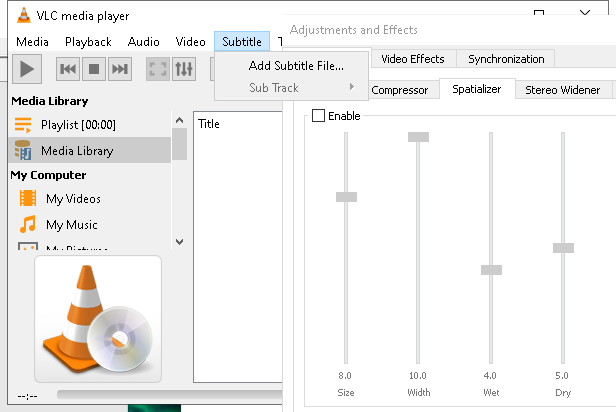 VLC media player
Media Playback Audio Video Subtitle
Add Subtitle File...
Sub Track
Media Library
Playlist [00:00]
Media Library
My Computer
My Videos
My Music
My Pictures
Title
--:--
Adjustments and Effects
Video Effects Synchronization
Compressor Spatializer Stereo Widener
Enable
8.0 10.0 4.0 5.0
Size Width Wet Dry